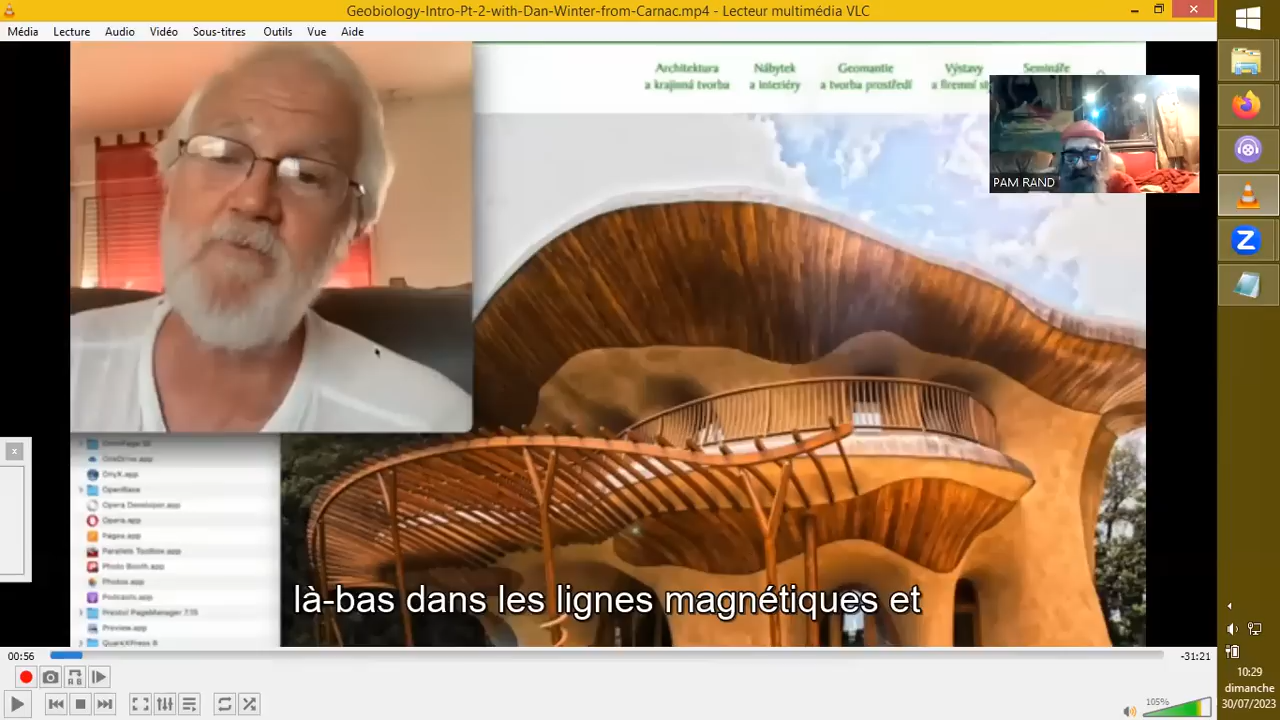 Geobiology-Intro-Pt-2-with-Dan-Winter-from-Carnac.mp4 - Lecteur multimédia VLC
Média Lecture Audio Vidéo Sous-titres Outils Vue Aide
Architektura
a krajinná tvorba
Nábytek
a interiéry
Geomantie
a tvorba prostředí
Výstavy
a firemní
Semináře
PAM RAND
OneDrive.app
OnyX.app
OpenBase
Opera Developer.app
Opera.app
Pages.app
Parallels Toolbox.app
Photo Booth.app
Photos.app
Podcasts.app
Preview.app
QuarkXPress 8
là-bas dans les lignes magnétiques et
00:56
-31:21
105%
10:29
dimanche
30/07/2023